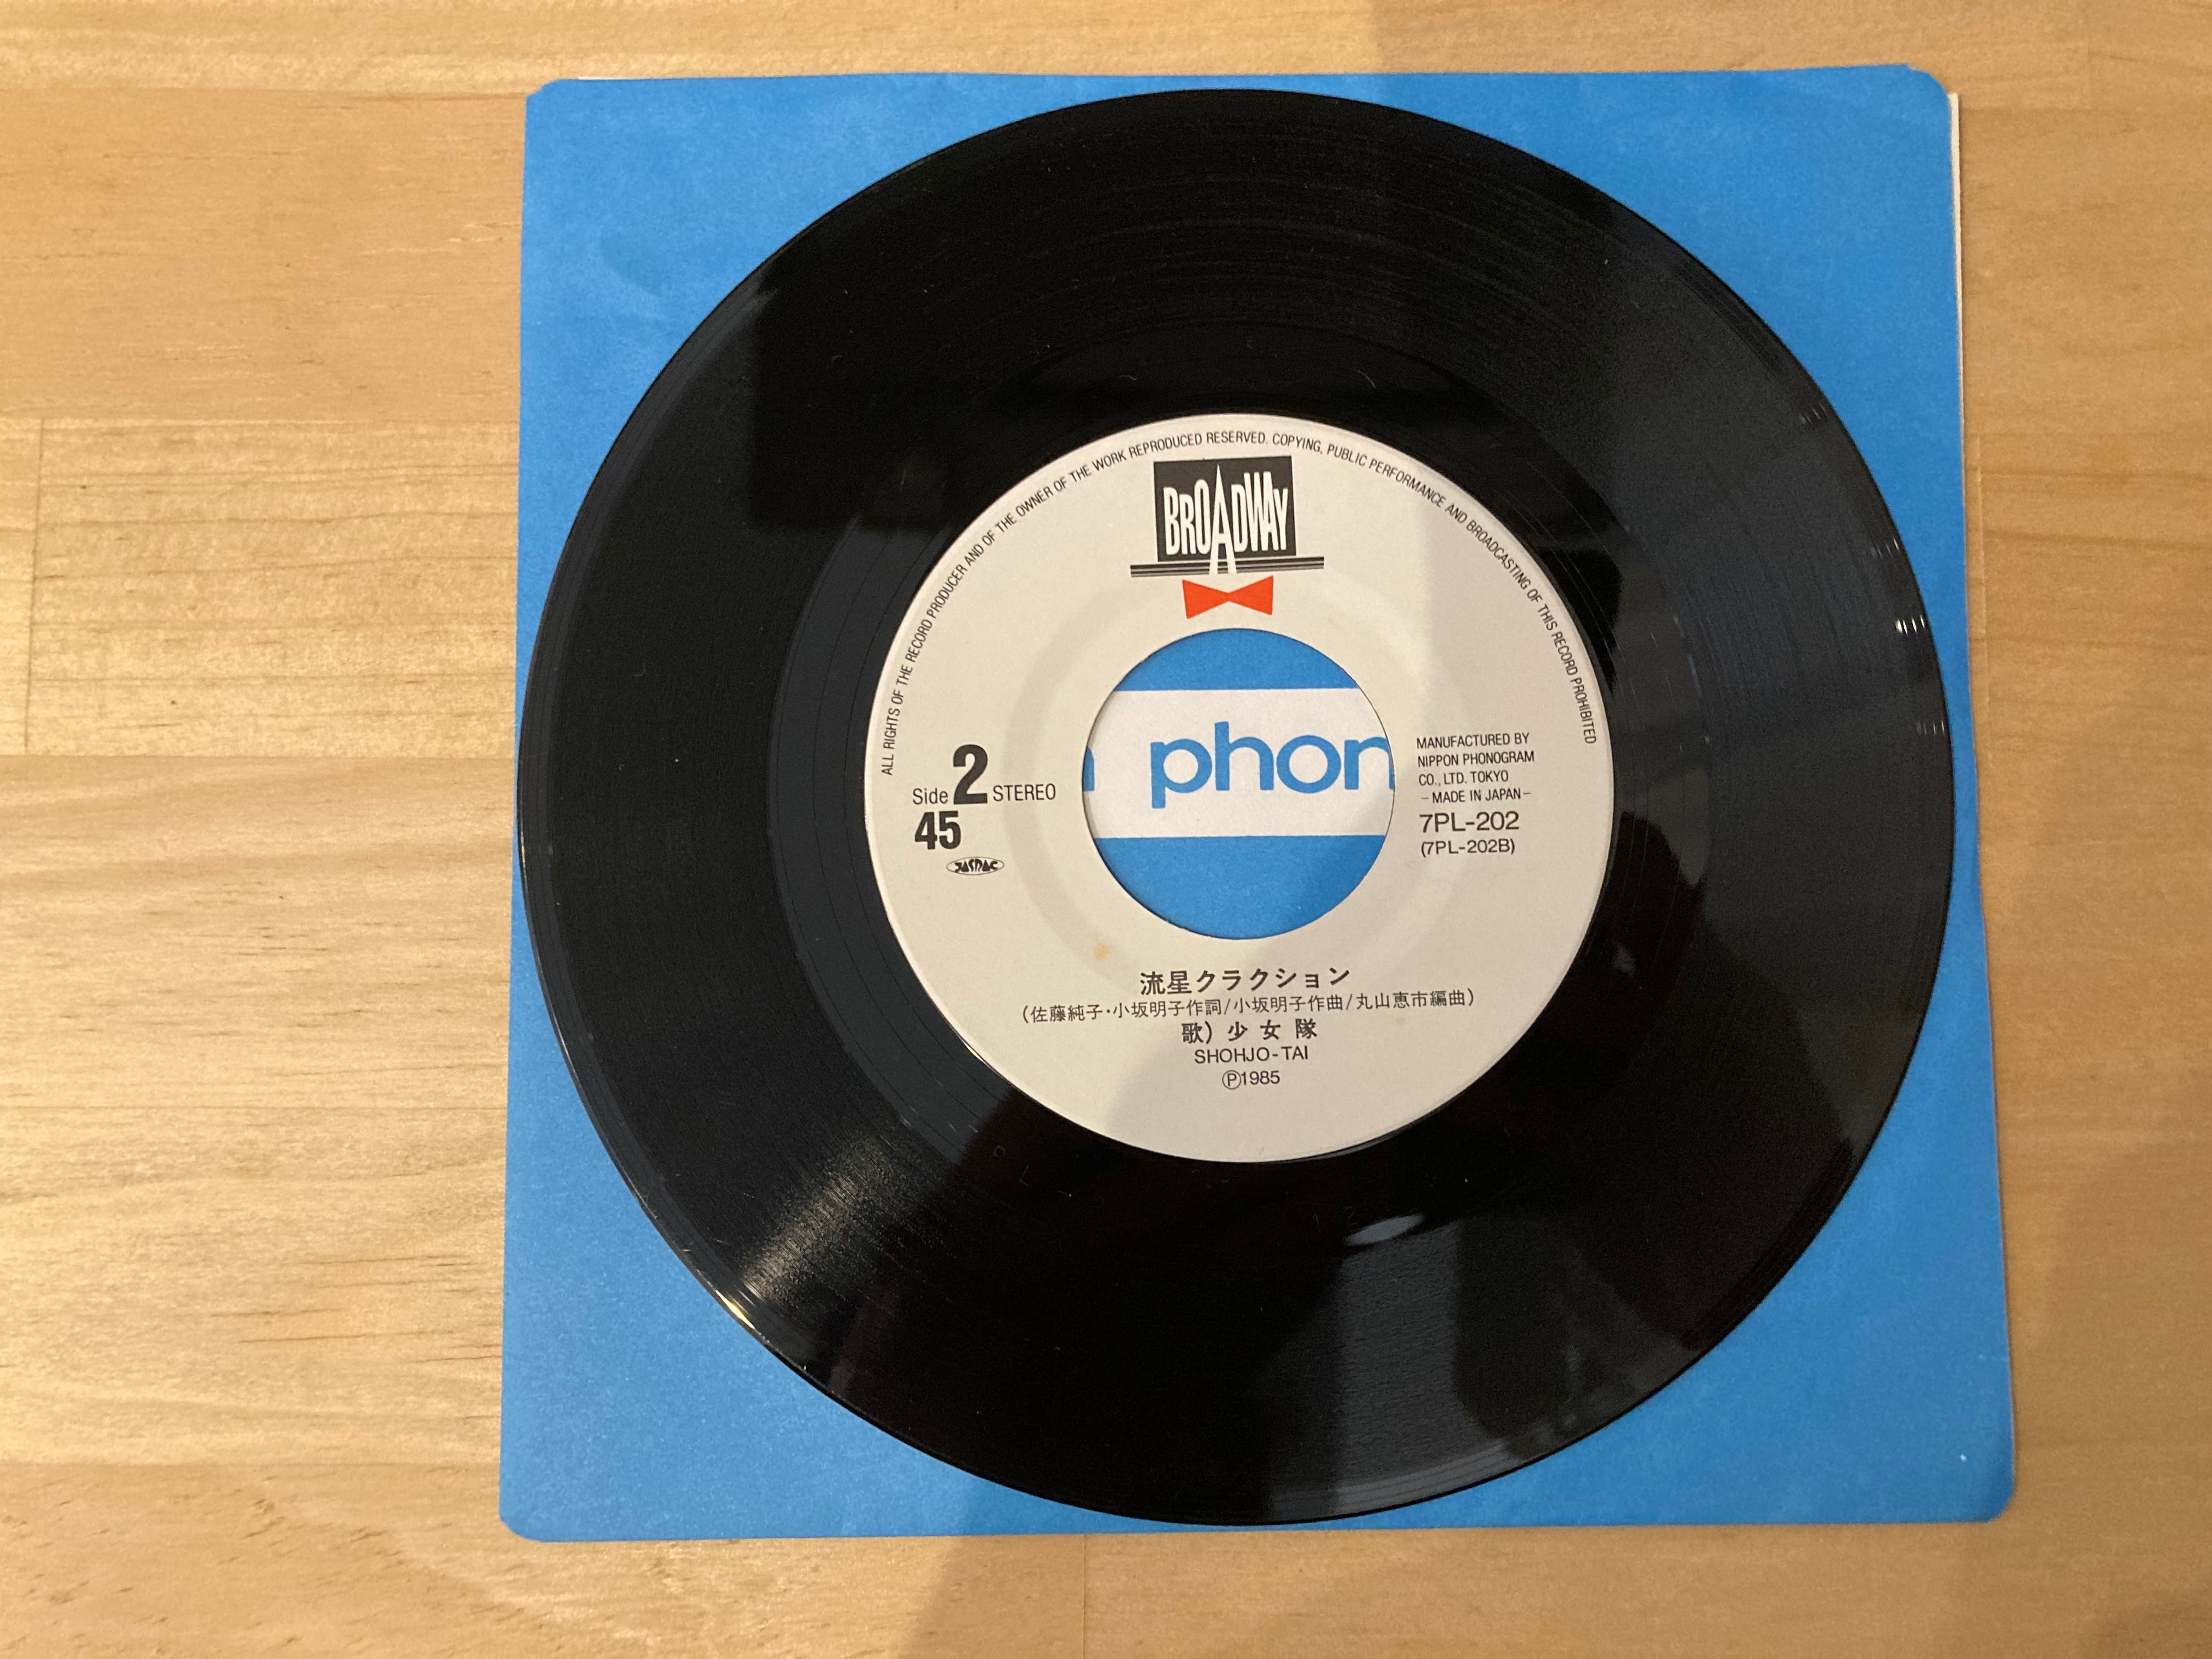 ALL RIGHTS OF THE RECORD PRODUCER AND OF THE OWNER OF THE WORK REPRODUCED RESERVED. COPYING, PUBLIC PERFORMANCE AND BROADCASTING OF THIS RECORD PROHIBITED
BROADWAY
Side 2 STEREO
45
JASRAC
phon
MANUFACTURED BY
NIPPON PHONOGRAM
CO., LTD. TOKYO
– MADE IN JAPAN –
7PL-202
(7PL-202B)
流星クラクション
(佐藤純子・小坂明子作詞/小坂明子作曲/丸山恵市編曲)
歌) 少女隊
SHOHJO-TAI
Ⓟ1985